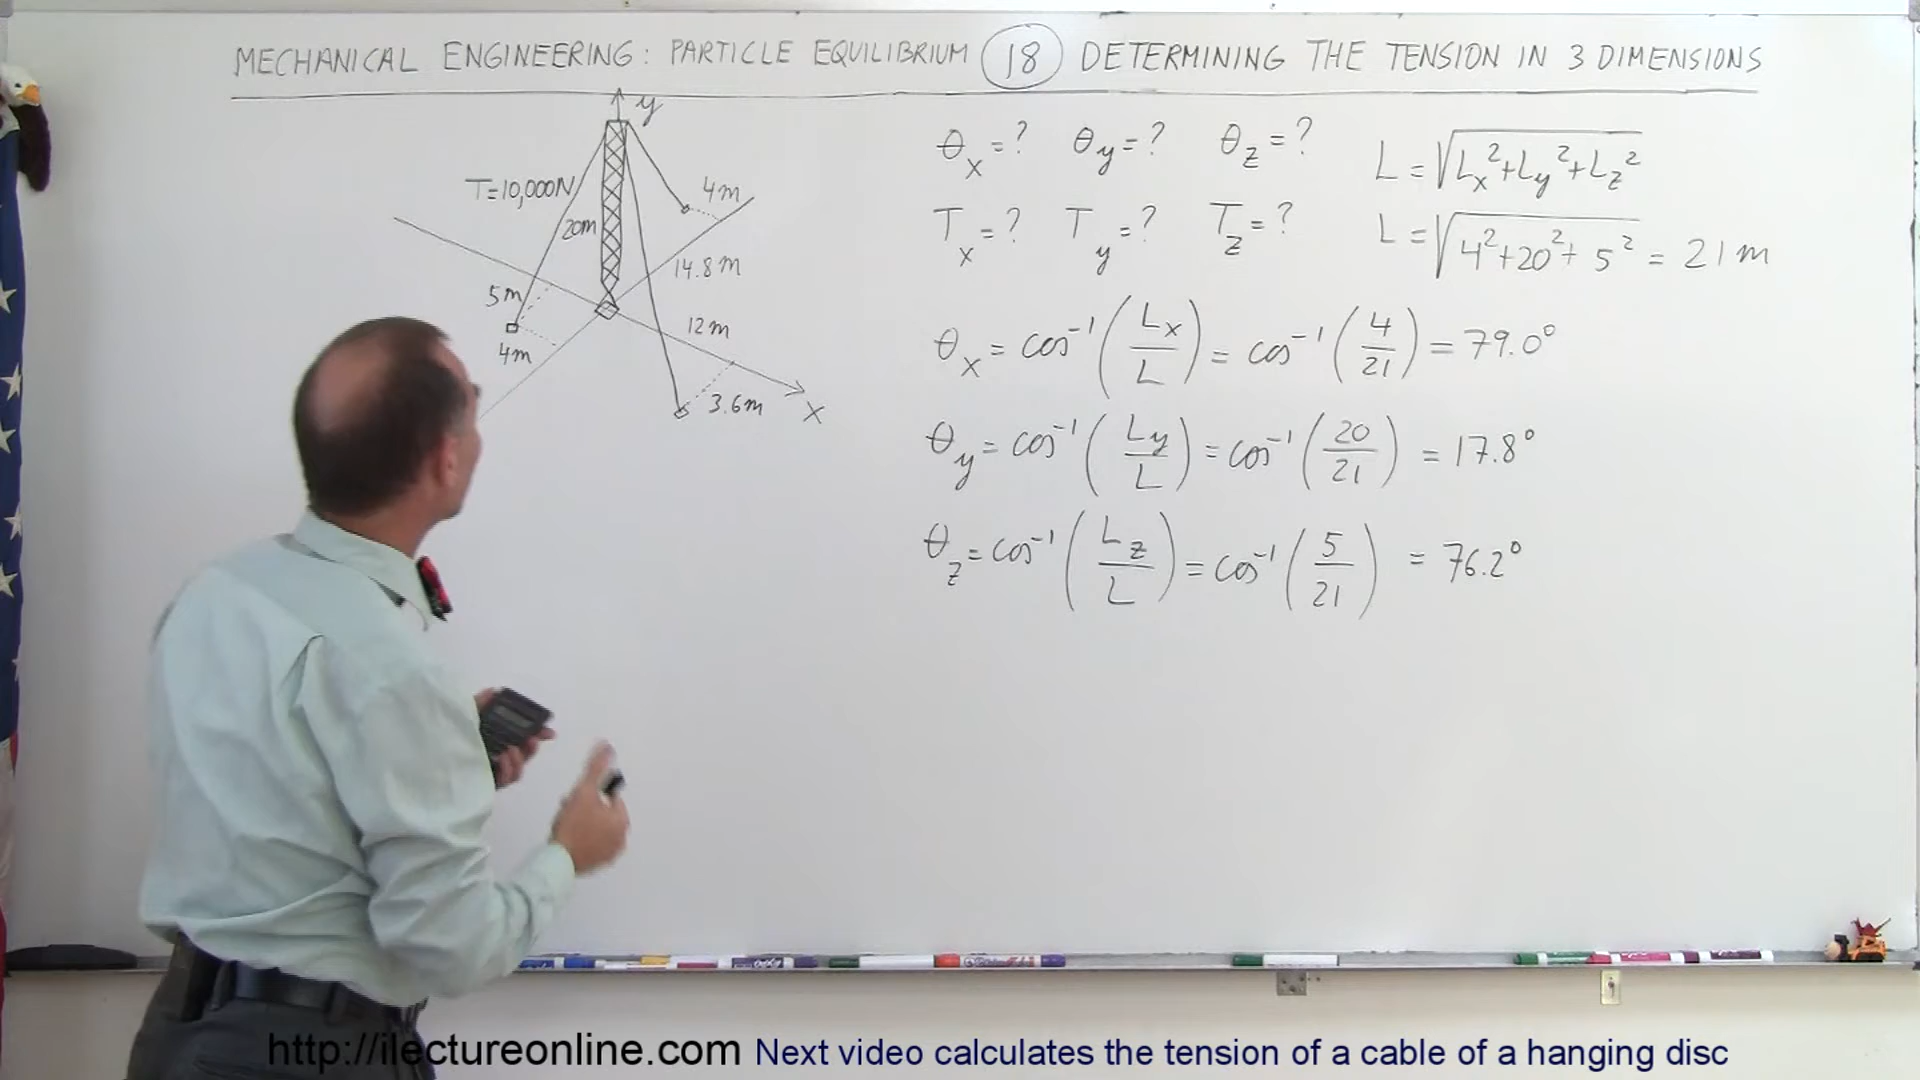 MECHANICAL ENGINEERING: PARTICLE EQUILIBRIUM 18 DETERMINING THE TENSION IN 3 DIMENSIONS
y
T=10,000N
20m
4m
14.8m
5m
4m
12m
3.6m
x
θx = ? θy = ? θz = ?
Tx = ? Ty = ? Tz = ?
L = √(Lx²+Ly²+Lz²)
L = √(4²+20²+5²) = 21m
θx = cos⁻¹(Lx/L) = cos⁻¹(4/21) = 79.0°
θy = cos⁻¹(Ly/L) = cos⁻¹(20/21) = 17.8°
θz = cos⁻¹(Lz/L) = cos⁻¹(5/21) = 76.2°
http://ilectureonline.com Next video calculates the tension of a cable of a hanging disc